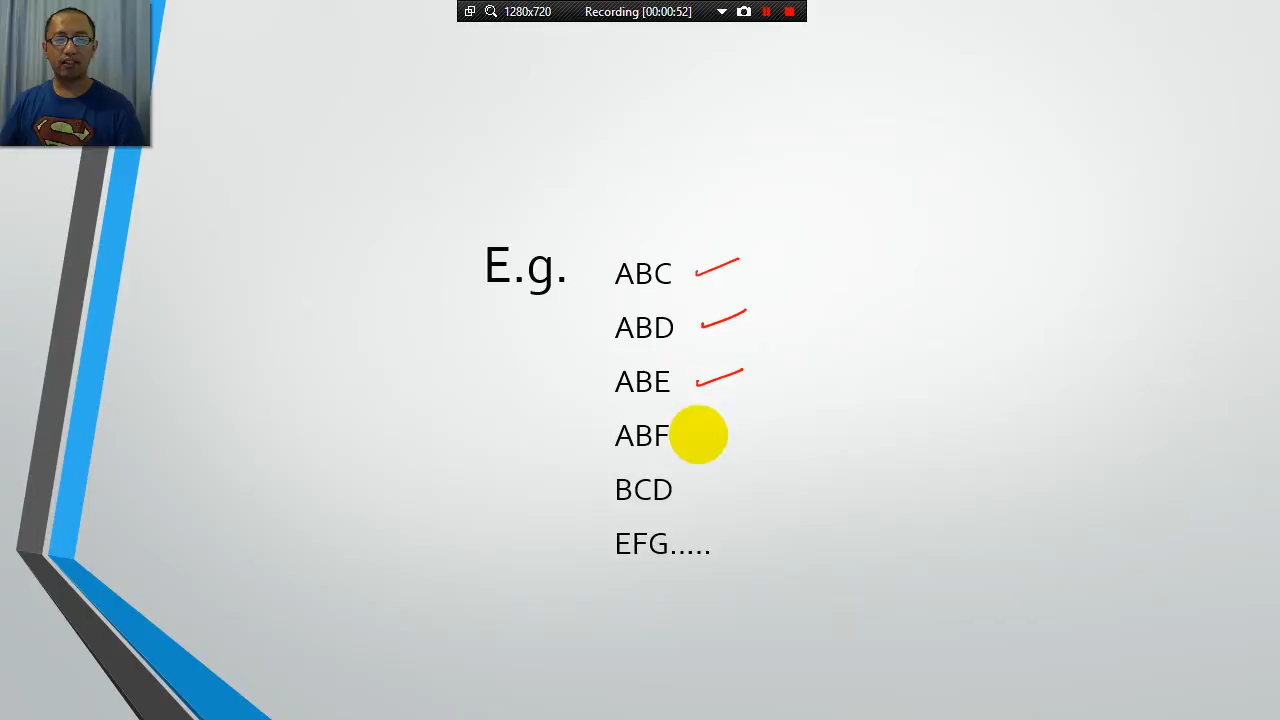 1280x720 Recording [00:00:52]
E.g. ABC
ABD
ABE
ABF
BCD
EFG.....